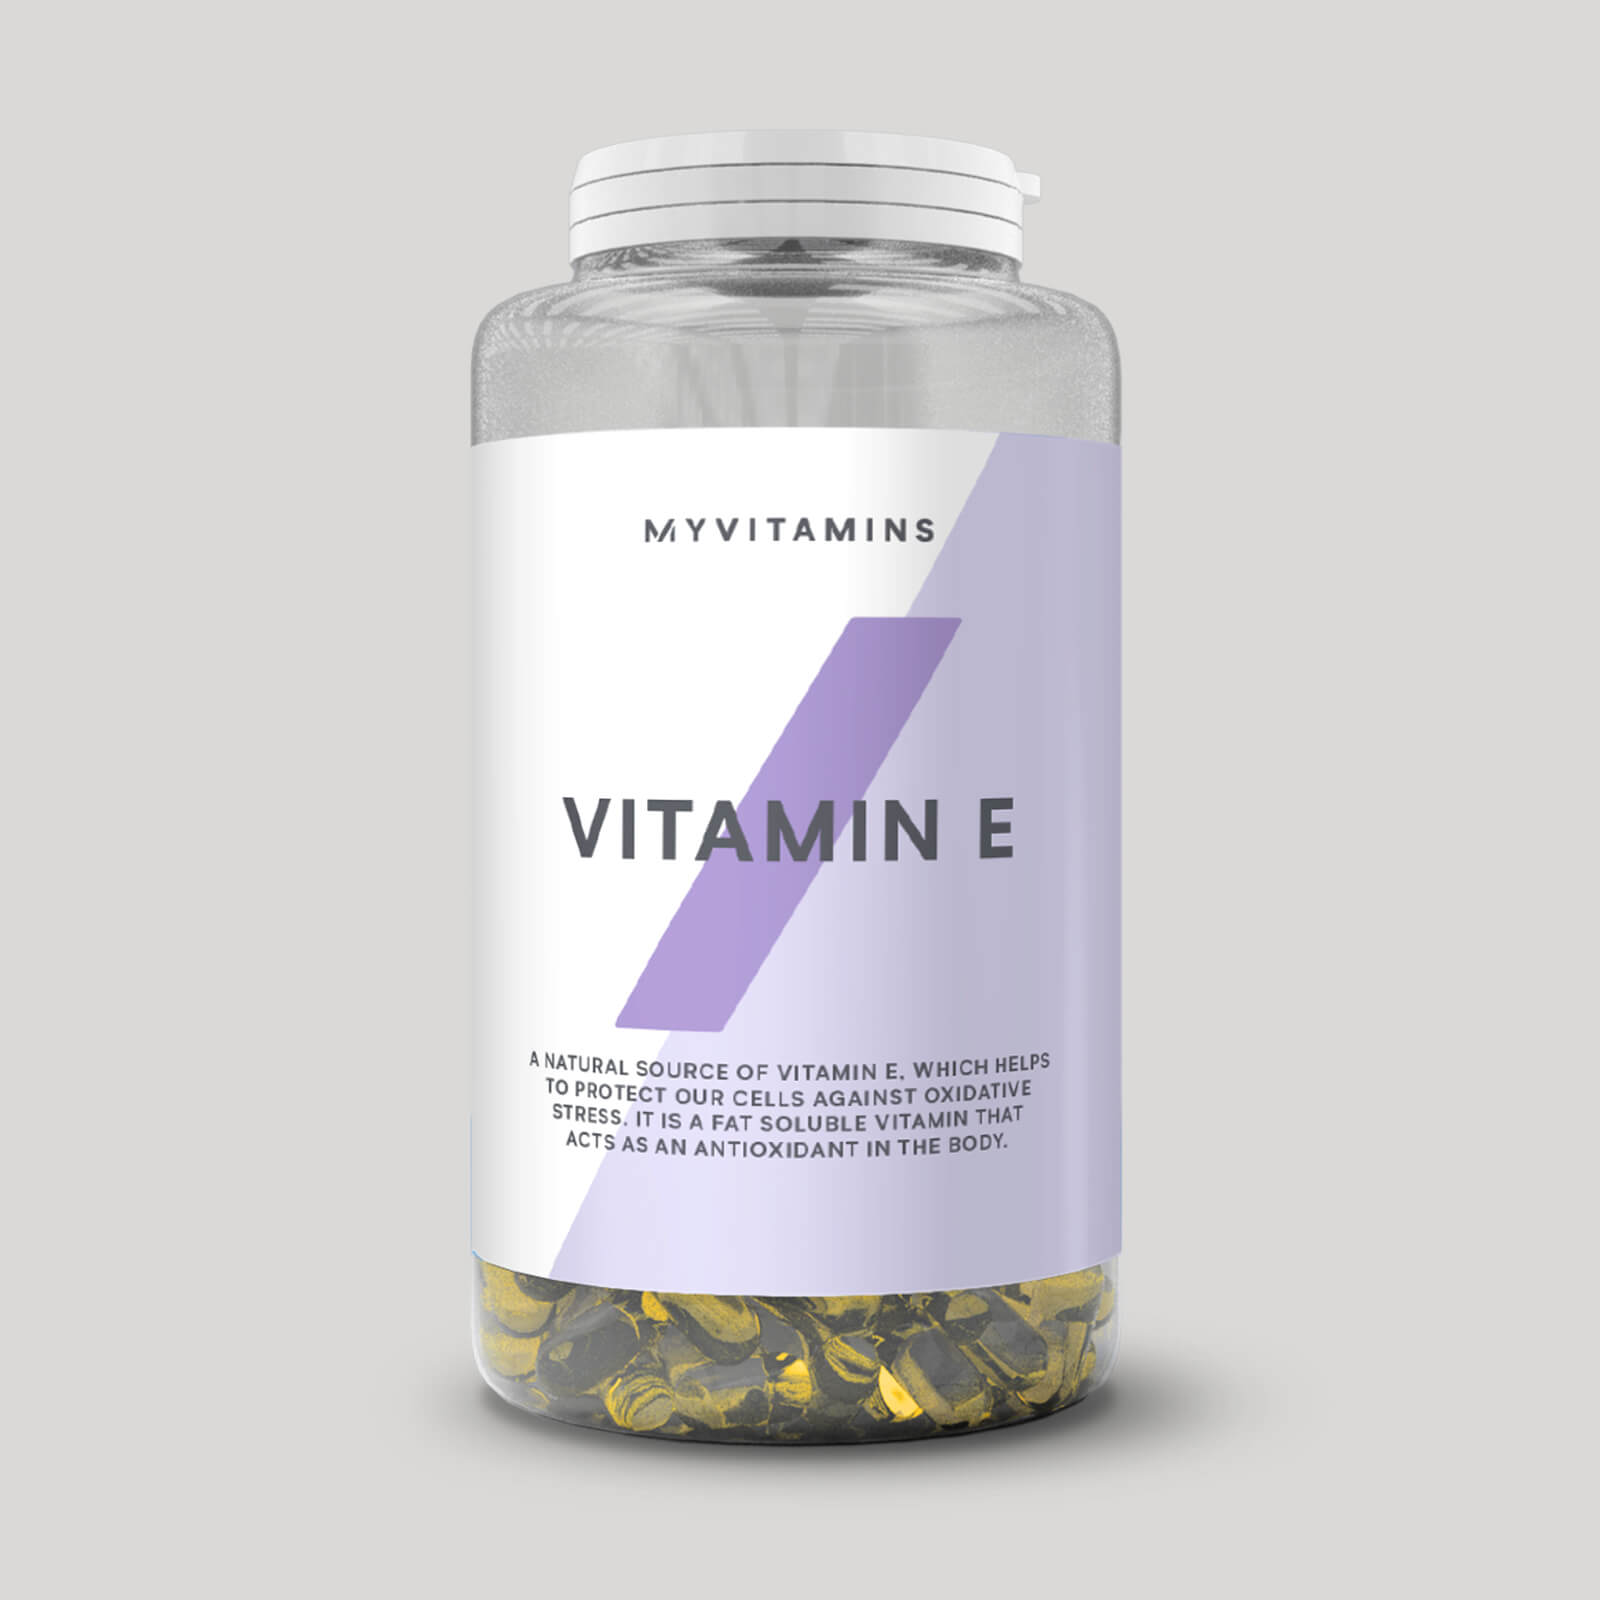 MYVITAMINS
VITAMIN E
A NATURAL SOURCE OF VITAMIN E, WHICH HELPS
TO PROTECT OUR CELLS AGAINST OXIDATIVE
STRESS. IT IS A FAT SOLUBLE VITAMIN THAT
ACTS AS AN ANTIOXIDANT IN THE BODY.